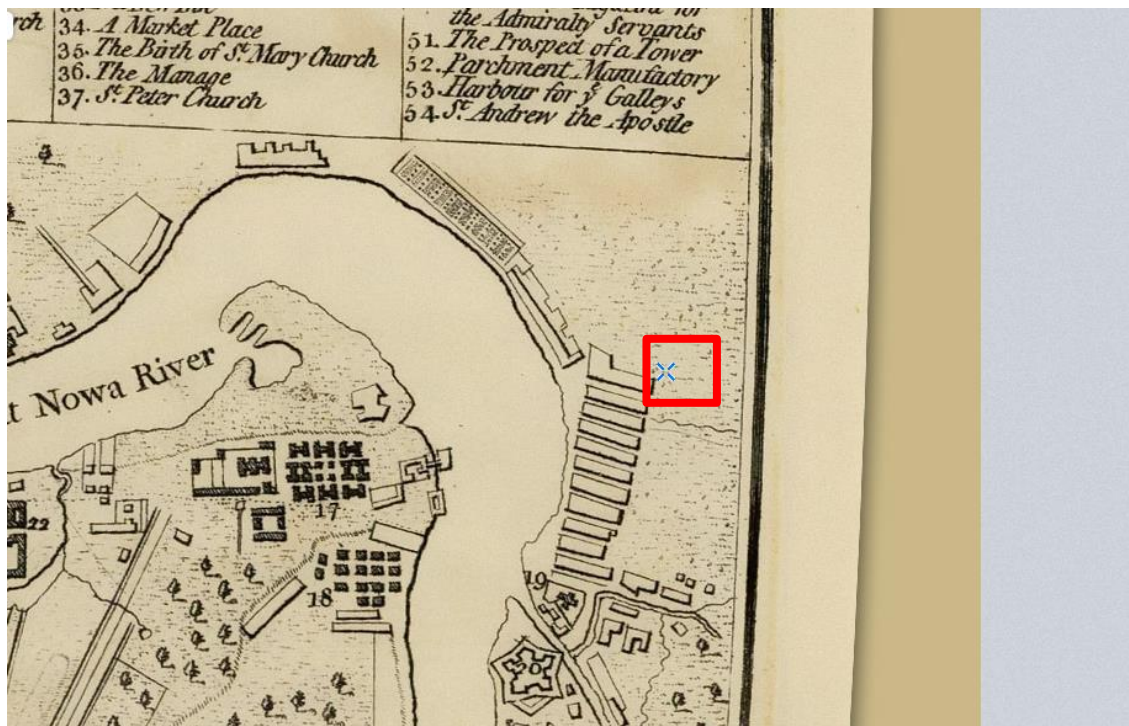 rch
34. A Market Place
35. The Birth of St. Mary Church
36. The Manage
37. St. Peter Church
for
the Admiralty Servants
51. The Prospect of a Tower
52. Parchment Manufactory
53. Harbour for ye Galleys
54. St. Andrew the Apostle
t Nowa River
17
22
18
19